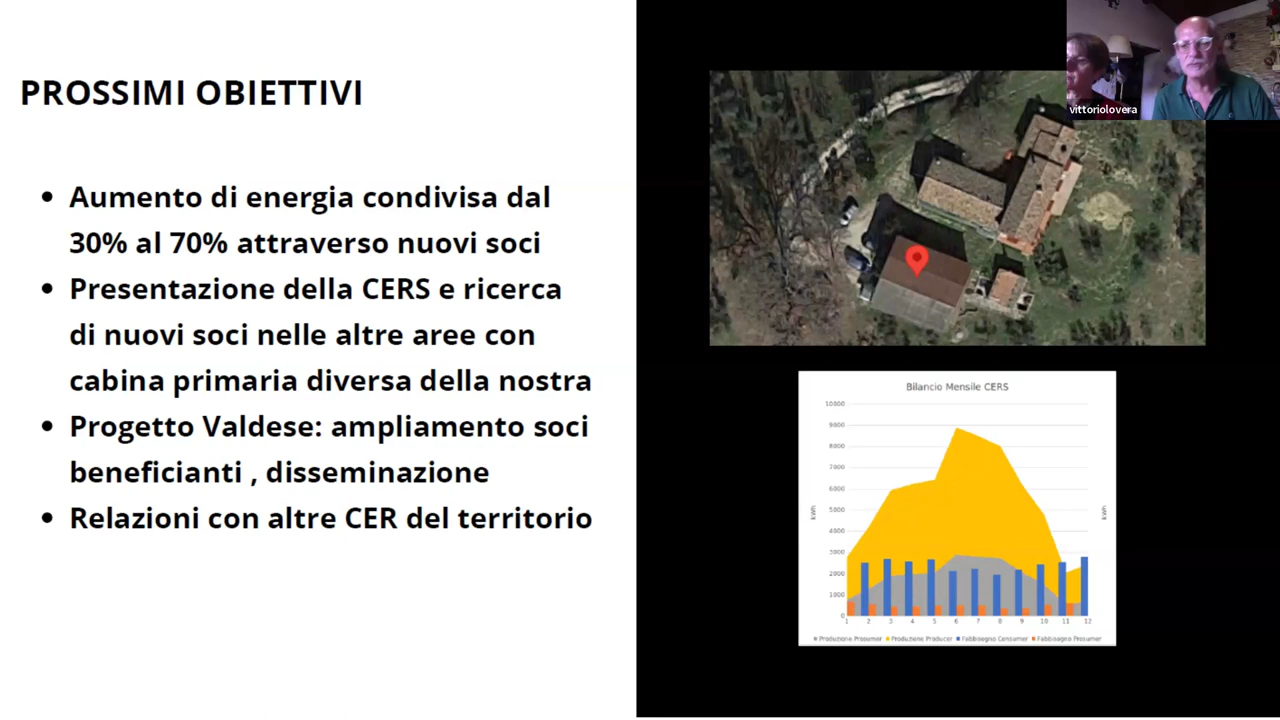 PROSSIMI OBIETTIVI
• Aumento di energia condivisa dal
30% al 70% attraverso nuovi soci
• Presentazione della CERS e ricerca
di nuovi soci nelle altre aree con
cabina primaria diversa della nostra
• Progetto Valdese: ampliamento soci
beneficianti , disseminazione
• Relazioni con altre CER del territorio
vittoriolovera
Bilancio Mensile CERS
10000
9000
8000
7000
6000
5000
4000
3000
2000
1000
0
kWh
kWh
1 2 3 4 5 6 7 8 9 10 11 12
Produzione Prosumer Produzione Producer Fabbisogno Consumer Fabbisogno Prosumer